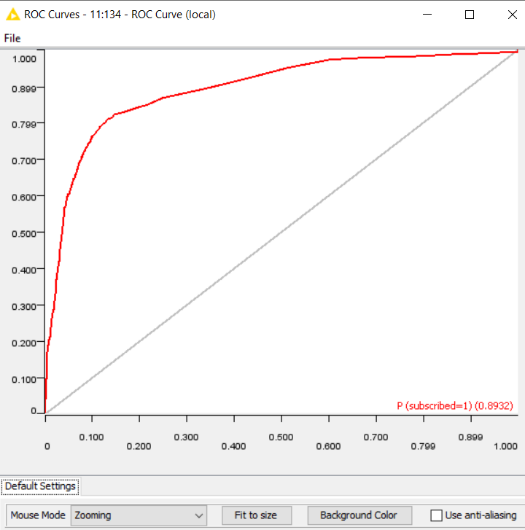 ROC Curves - 11:134 - ROC Curve (local)
File
1.000
0.899
0.799
0.700
0.600
0.500
0.400
0.300
0.200
0.100
0
P (subscribed=1) (0.8932)
0.100 0.300 0.500 0.700 0.899
0 0.200 0.400 0.600 0.799 1.000
Default Settings
Mouse Mode Zooming Fit to size Background Color Use anti-aliasing